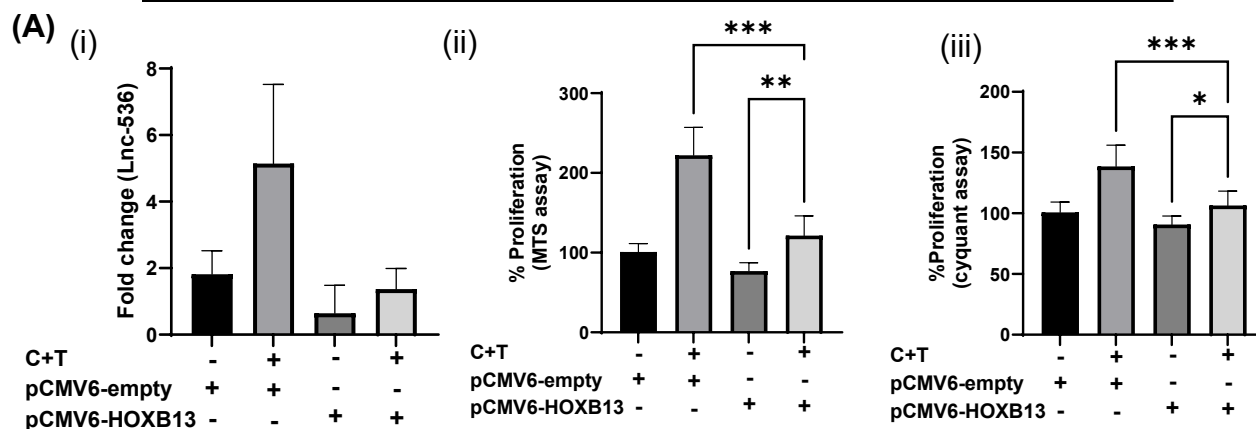 (A)
(i)
Fold change (Lnc-536)
8
6
4
2
0
C+T - + - +
pCMV6-empty + + - -
pCMV6-HOXB13 - - + +
(ii)
***
**
% Proliferation
(MTS assay)
300
200
100
0
C+T - + - +
pCMV6-empty + + - -
pCMV6-HOXB13 - - + +
(iii)
***
*
%Proliferation
(cyquant assay)
200
150
100
50
0
C+T - + - +
pCMV6-empty + + - -
pCMV6-HOXB13 - - + +